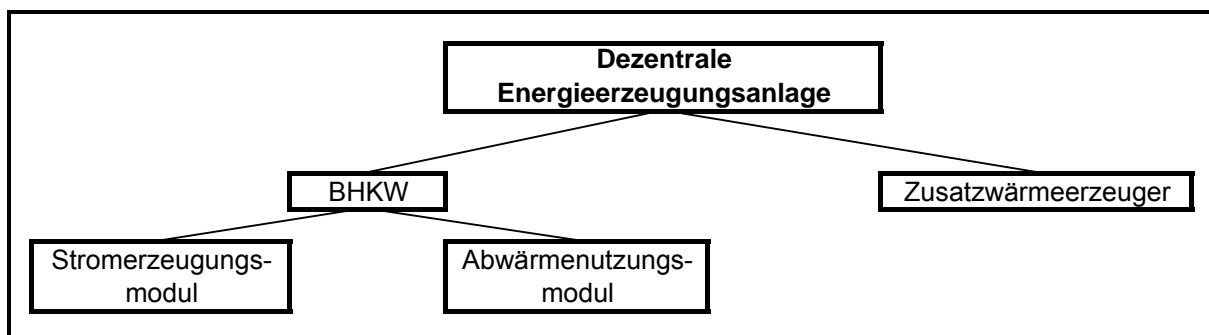 Dezentrale
Energieerzeugungsanlage
BHKW
Zusatzwärmeerzeuger
Stromerzeugungs-
modul
Abwärmenutzungs-
modul